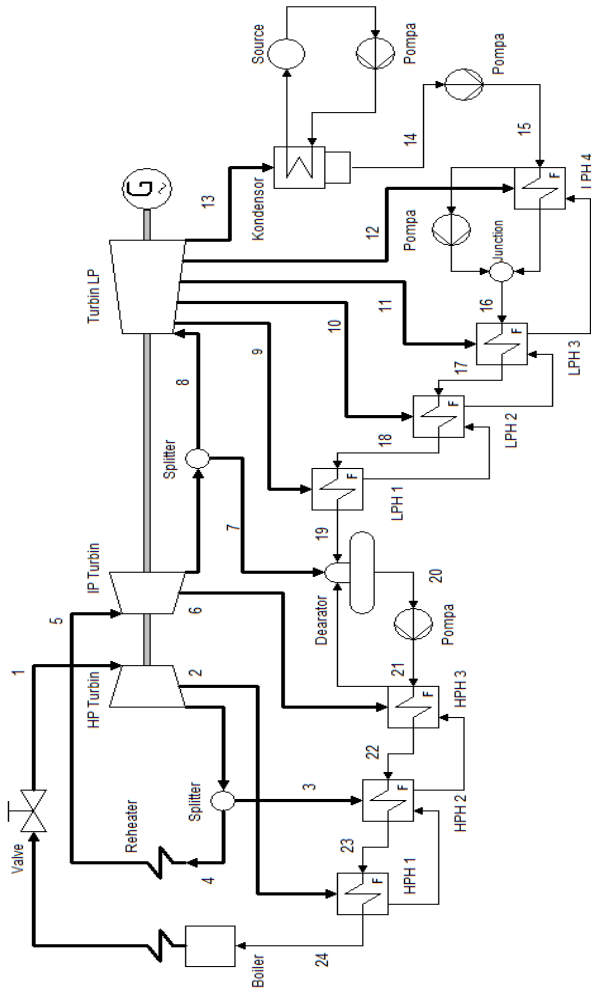 Source
Pompa
Pompa
Kondensor
14
15
13
G
~
12
Pompa
Junction
F
LPH 4
Turbin LP
11
16
F
LPH 3
10
17
F
LPH 2
9
18
F
LPH 1
8
Splitter
7
19
Dearator
20
Pompa
IP Turbin
5
6
21
F
HPH 3
HP Turbin
1
2
22
F
HPH 2
Splitter
3
Reheater
4
23
F
HPH 1
Valve
Boiler
24